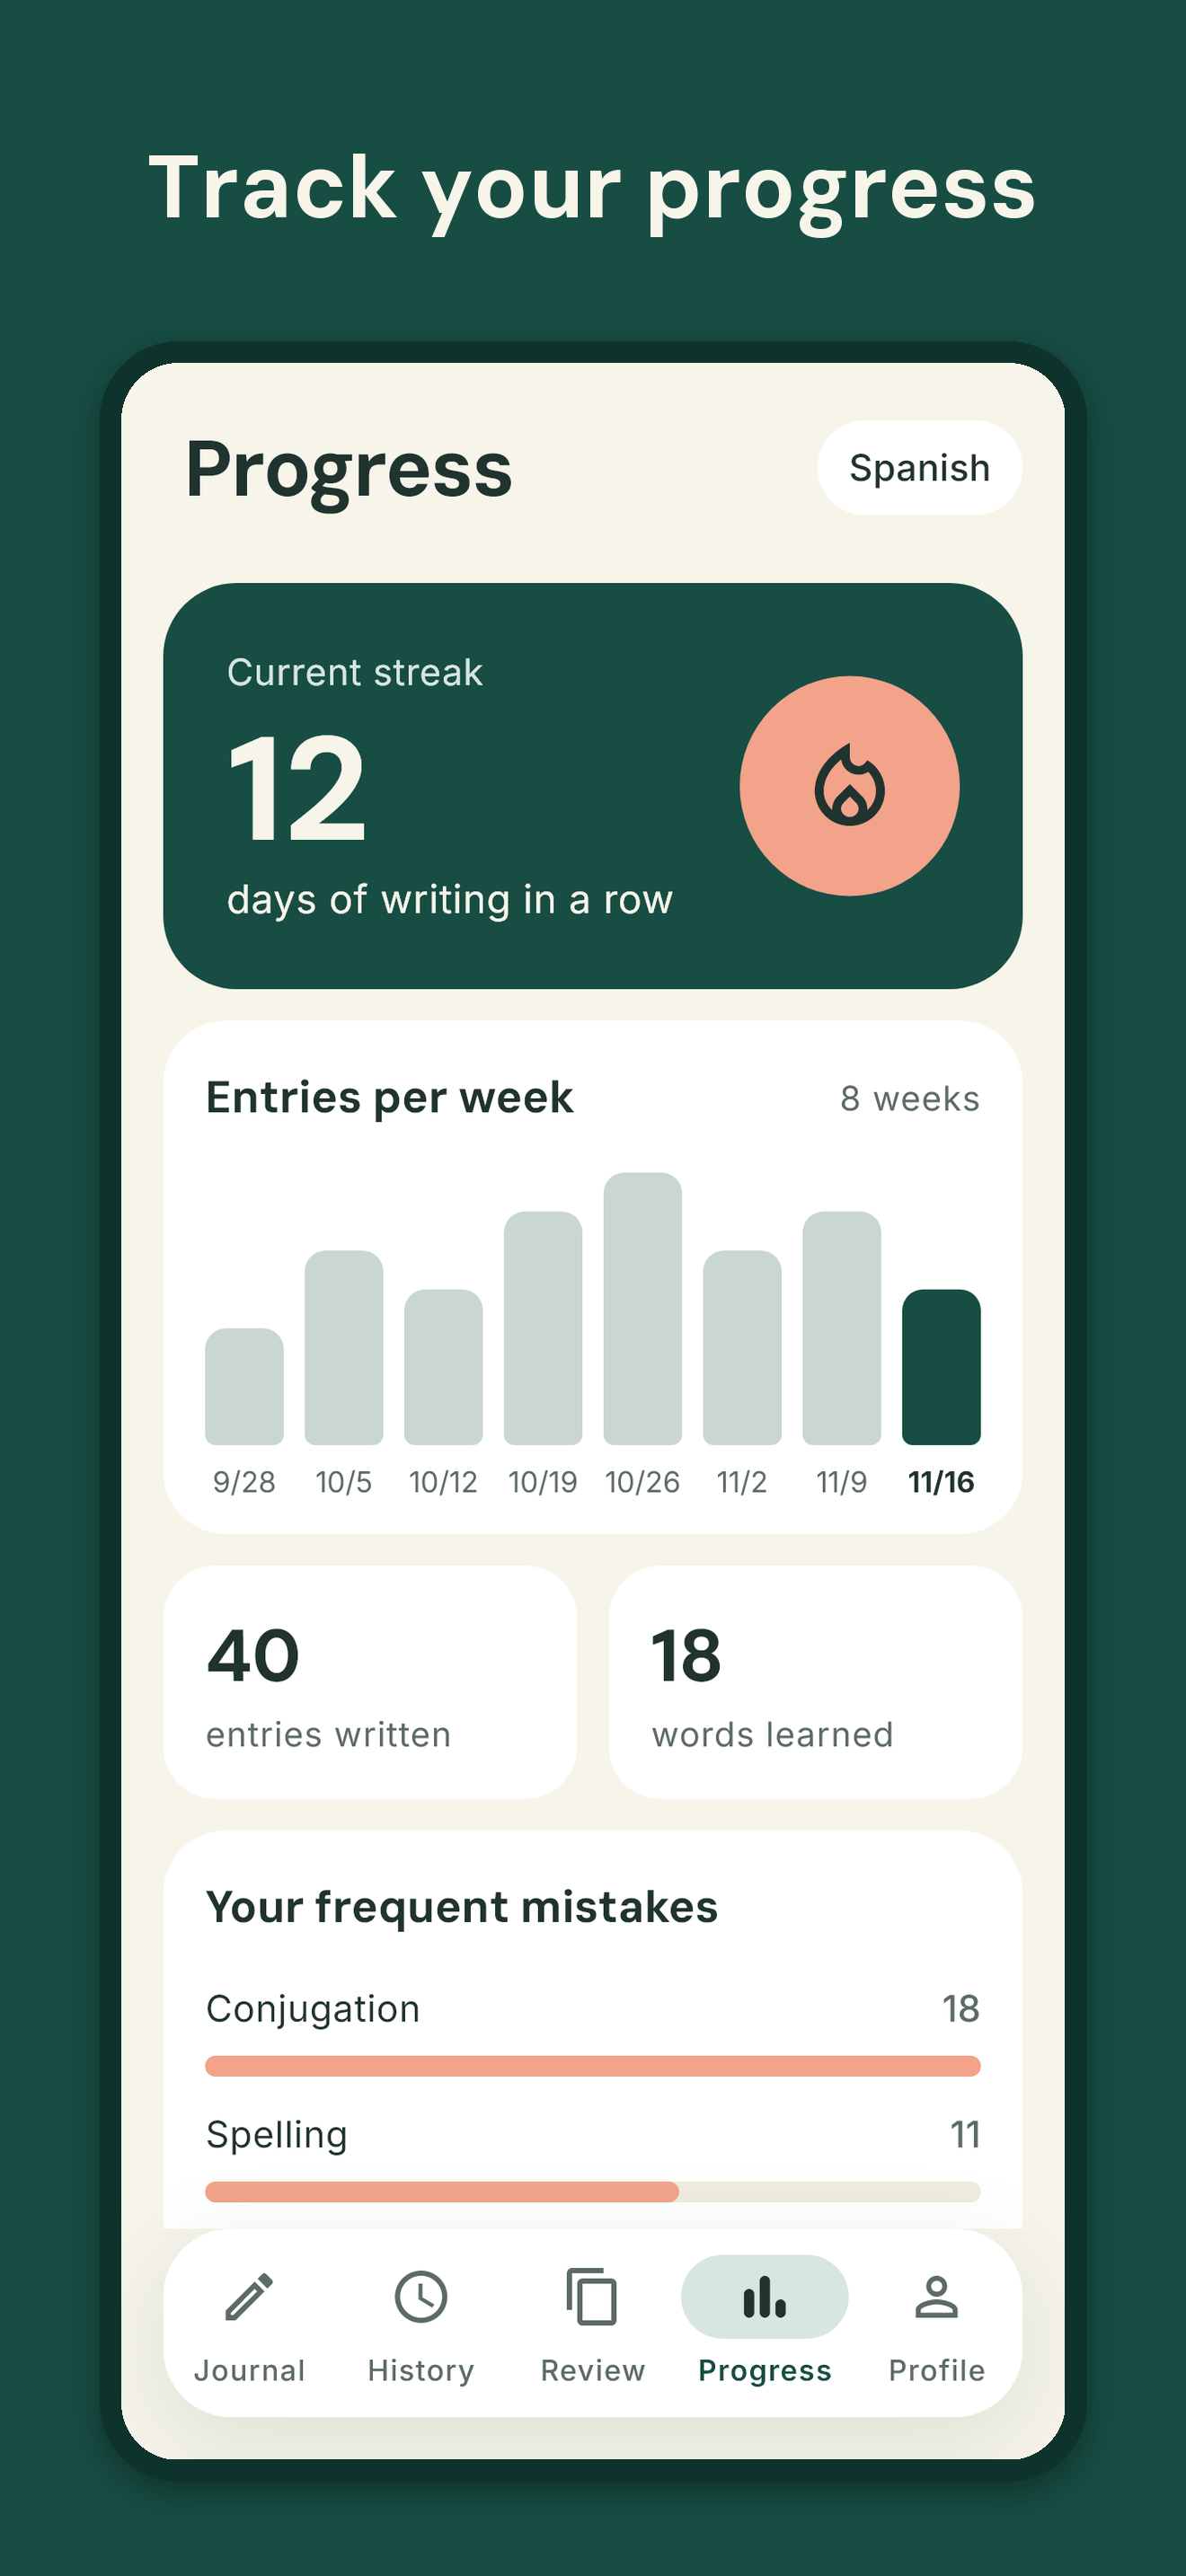 Track your progress
Progress
Spanish
Current streak
12
days of writing in a row
Entries per week
8 weeks
9/28 10/5 10/12 10/19 10/26 11/2 11/9 11/16
40
entries written
18
words learned
Your frequent mistakes
Conjugation 18
Spelling 11
Journal History Review Progress Profile